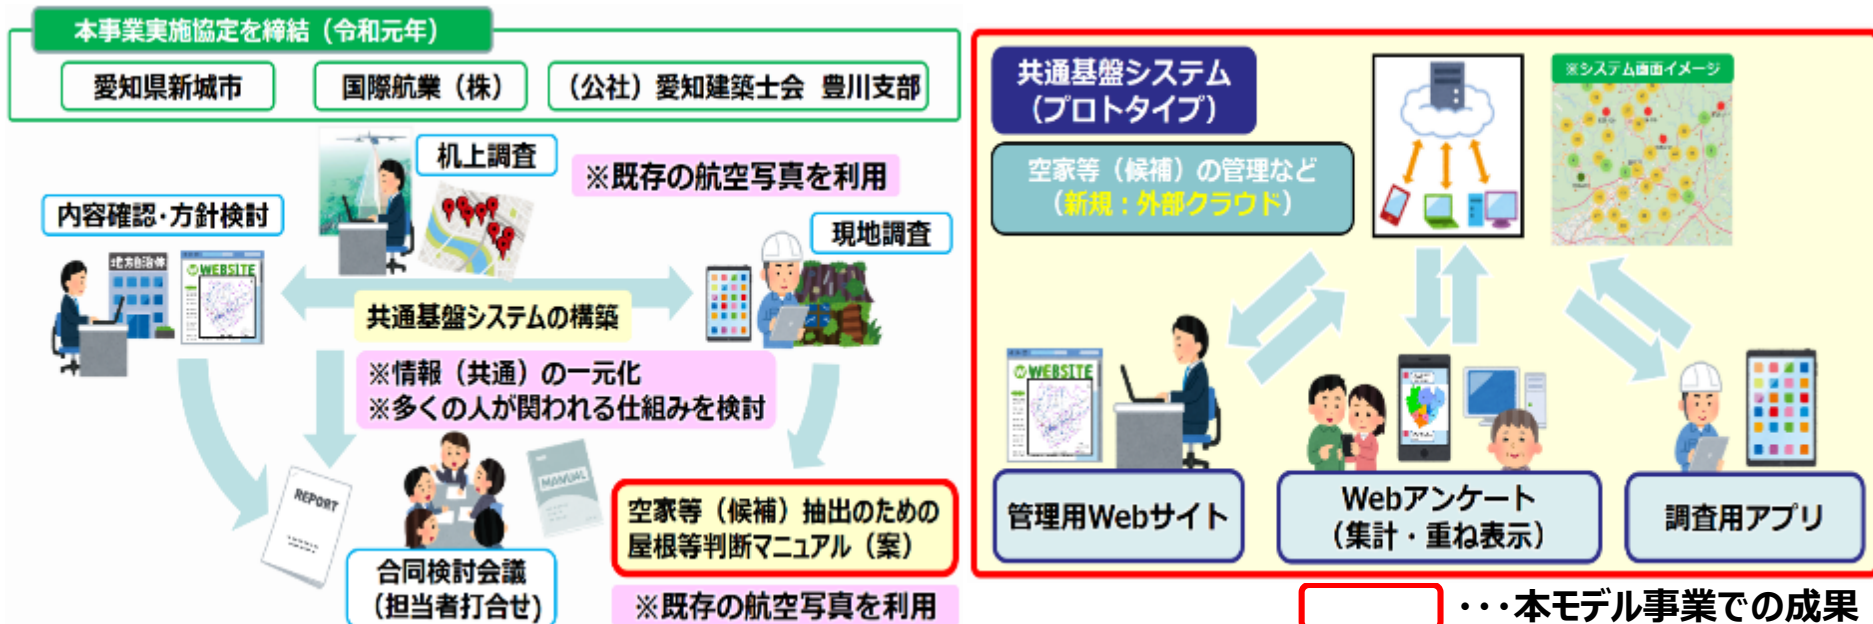 本事業実施協定を締結（令和元年）
愛知県新城市
国際航業（株）
（公社）愛知建築士会 豊川支部
机上調査
※既存の航空写真を利用
内容確認・方針検討
現地調査
地方自治体
WEBSITE
共通基盤システムの構築
※情報（共通）の一元化
※多くの人が関われる仕組みを検討
REPORT
MANUAL
合同検討会議
（担当者打合せ)
空家等（候補）抽出のための
屋根等判断マニュアル（案）
※既存の航空写真を利用
共通基盤システム
（プロトタイプ）
空家等（候補）の管理など
（新規：外部クラウド）
※システム画面イメージ
WEBSITE
管理用Webサイト
Webアンケート
（集計・重ね表示）
調査用アプリ
・・・本モデル事業での成果